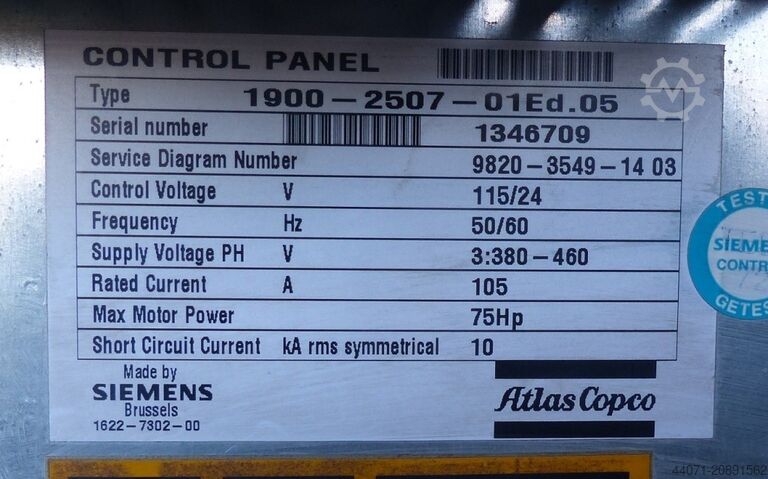 CONTROL PANEL
Type 1900-2507-01Ed.05
Serial number 1346709
Service Diagram Number 9820-3549-14 03
Control Voltage V 115/24
Frequency Hz 50/60
Supply Voltage PH V 3:380-460
Rated Current A 105
Max Motor Power 75Hp
Short Circuit Current kA rms symmetrical 10
Made by
SIEMENS
Brussels
1622-7302-00
Atlas Copco
TEST
SIEME
CONTR
GETES
44071-20891562